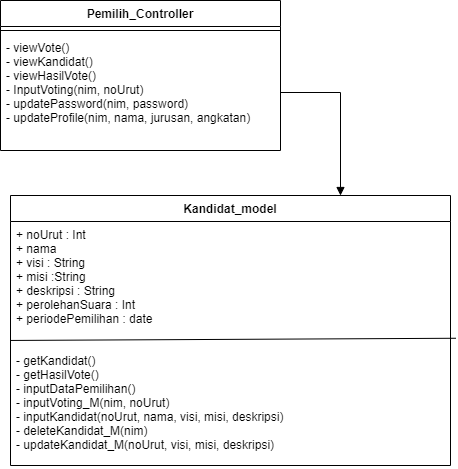 Pemilih_Controller
- viewVote()
- viewKandidat()
- viewHasilVote()
- InputVoting(nim, noUrut)
- updatePassword(nim, password)
- updateProfile(nim, nama, jurusan, angkatan)
Kandidat_model
+ noUrut : Int
+ nama
+ visi : String
+ misi :String
+ deskripsi : String
+ perolehanSuara : Int
+ periodePemilihan : date
- getKandidat()
- getHasilVote()
- inputDataPemilihan()
- inputVoting_M(nim, noUrut)
- inputKandidat(noUrut, nama, visi, misi, deskripsi)
- deleteKandidat_M(nim)
- updateKandidat_M(noUrut, visi, misi, deskripsi)